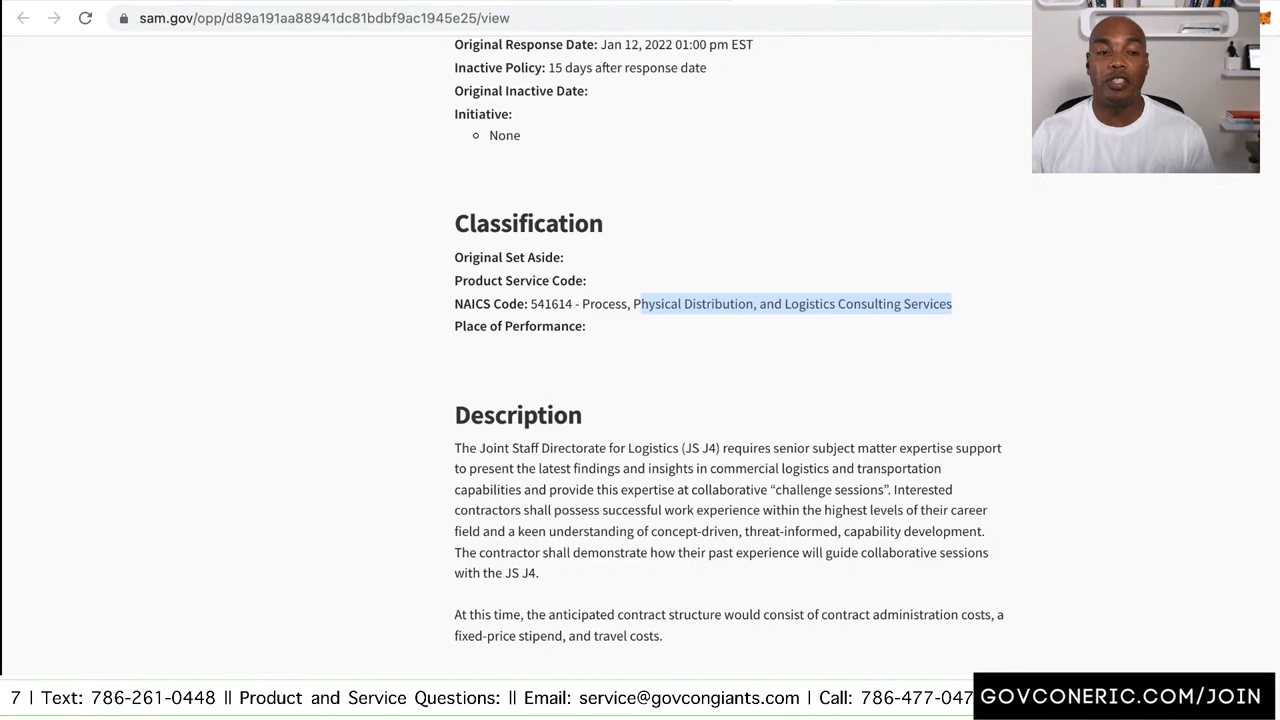 sam.gov/opp/d89a191aa88941dc81bdbf9ac1945e25/view
Original Response Date: Jan 12, 2022 01:00 pm EST
Inactive Policy: 15 days after response date
Original Inactive Date:
Initiative:
None
Classification
Original Set Aside:
Product Service Code:
NAICS Code: 541614 - Process, Physical Distribution, and Logistics Consulting Services
Place of Performance:
Description
The Joint Staff Directorate for Logistics (JS J4) requires senior subject matter expertise support
to present the latest findings and insights in commercial logistics and transportation
capabilities and provide this expertise at collaborative “challenge sessions”. Interested
contractors shall possess successful work experience within the highest levels of their career
field and a keen understanding of concept-driven, threat-informed, capability development.
The contractor shall demonstrate how their past experience will guide collaborative sessions
with the JS J4.
At this time, the anticipated contract structure would consist of contract administration costs, a
fixed-price stipend, and travel costs.
7 | Text: 786-261-0448 || Product and Service Questions: || Email: service@govcongiants.com | Call: 786-477-047
GOVCONERIC.COM/JOIN